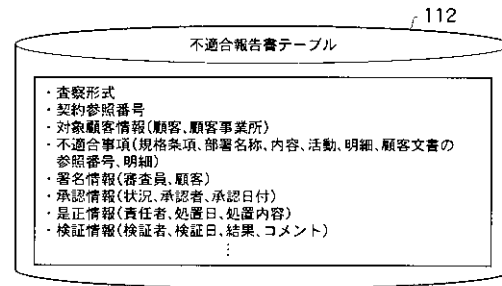 112
不適合報告書テーブル
・査察形式
・契約参照番号
・対象顧客情報(顧客、顧客事業所)
・不適合事項(規格条項、部署名称、内容、活動、明細、顧客文書の
参照番号、明細)
・署名情報(審査員、顧客)
・承認情報(状況、承認者、承認日付)
・是正情報(責任者、処置日、処置内容)
・検証情報(検証者、検証日、結果、コメント)
⋮